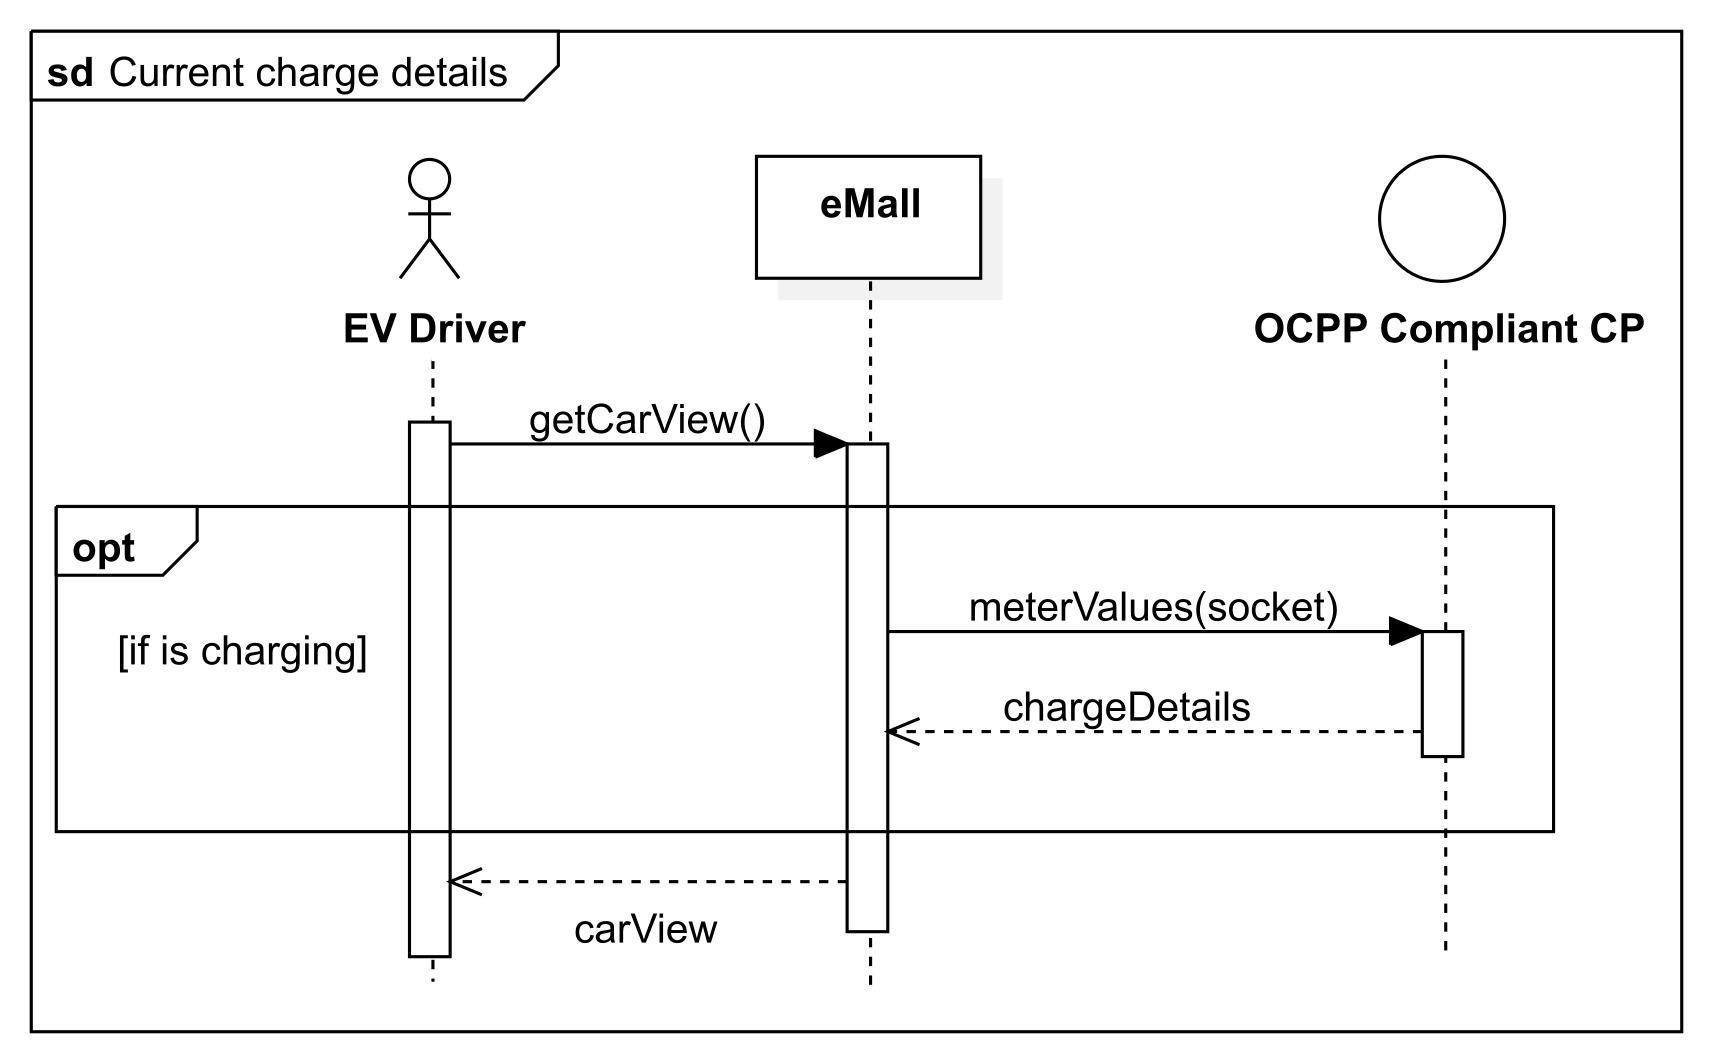 sd Current charge details
eMall
EV Driver
OCPP Compliant CP
getCarView()
opt
meterValues(socket)
[if is charging]
chargeDetails
carView